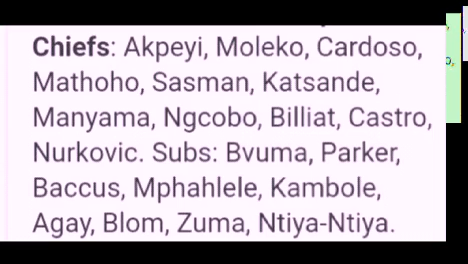 Chiefs: Akpeyi, Moleko, Cardoso,
Mathoho, Sasman, Katsande,
Manyama, Ngcobo, Billiat, Castro,
Nurkovic. Subs: Bvuma, Parker,
Baccus, Mphahlele, Kambole,
Agay, Blom, Zuma, Ntiya-Ntiya.